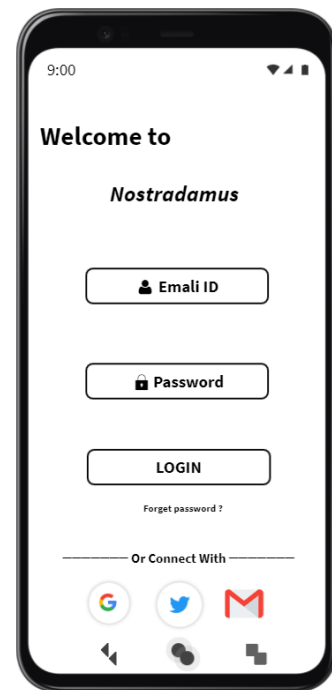 9:00
Welcome to
Nostradamus
Emali ID
Password
LOGIN
Forget password ?
Or Connect With